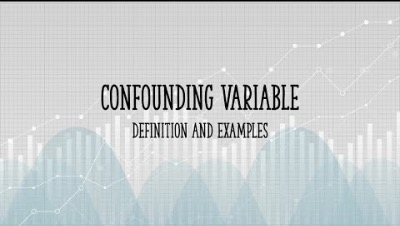 CONFOUNDING VARIABLE
DEFINITION AND EXAMPLES